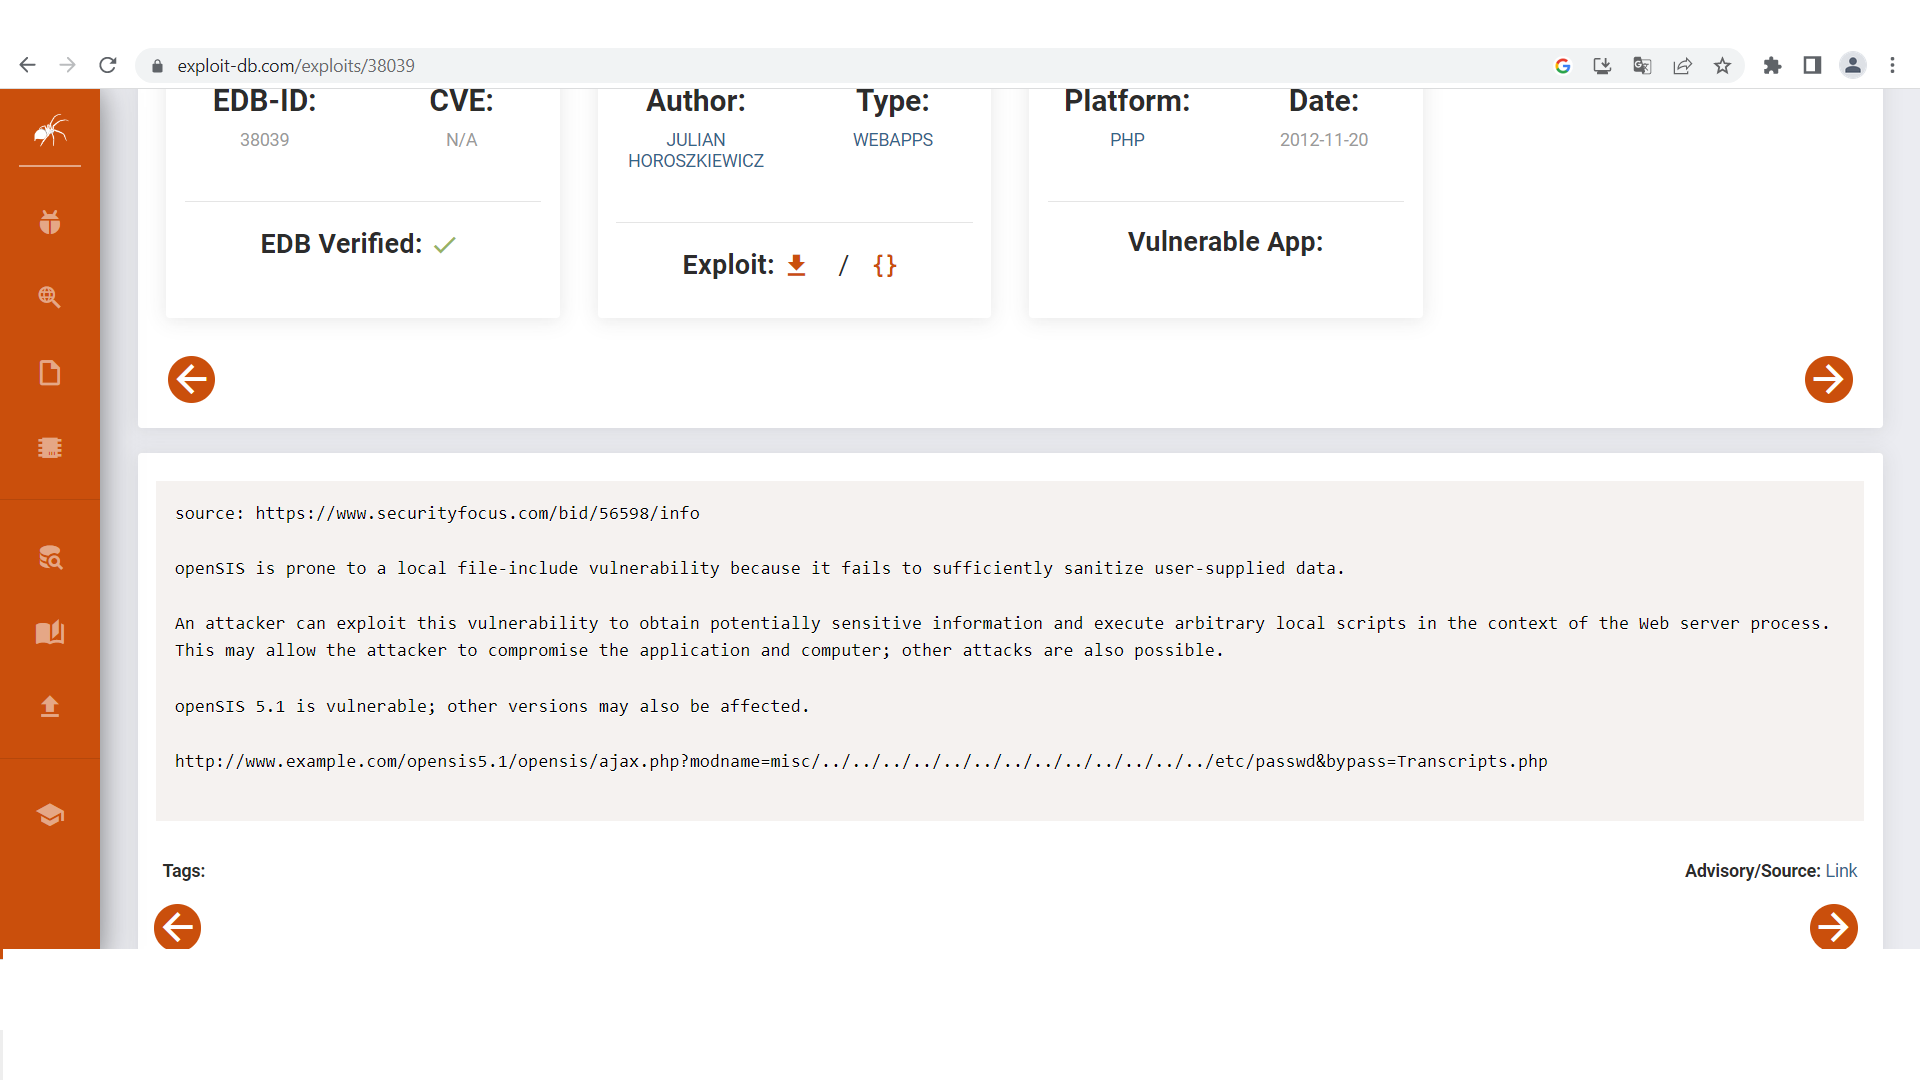 exploit-db.com/exploits/38039
EDB-ID:
38039
CVE:
N/A
EDB Verified:
Author:
JULIAN
HOROSZKIEWICZ
Type:
WEBAPPS
Exploit: / {}
Platform:
PHP
Date:
2012-11-20
Vulnerable App:
source: https://www.securityfocus.com/bid/56598/info
openSIS is prone to a local file-include vulnerability because it fails to sufficiently sanitize user-supplied data.
An attacker can exploit this vulnerability to obtain potentially sensitive information and execute arbitrary local scripts in the context of the Web server process.
This may allow the attacker to compromise the application and computer; other attacks are also possible.
openSIS 5.1 is vulnerable; other versions may also be affected.
http://www.example.com/opensis5.1/opensis/ajax.php?modname=misc/../../../../../../../../../../../../../etc/passwd&bypass=Transcripts.php
Tags:
Advisory/Source: Link